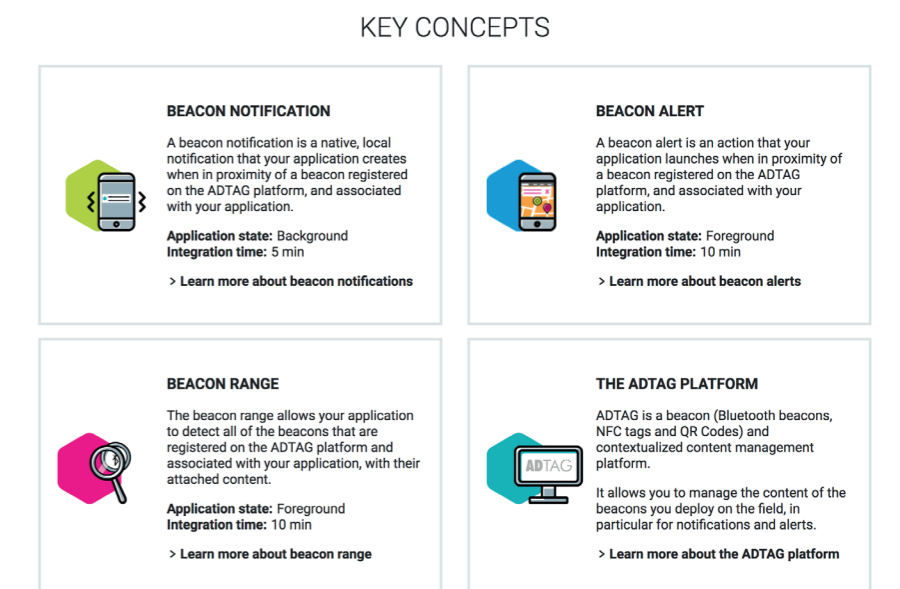 KEY CONCEPTS
BEACON NOTIFICATION
A beacon notification is a native, local
notification that your application creates
when in proximity of a beacon registered
on the ADTAG platform, and associated
with your application.
Application state: Background
Integration time: 5 min
> Learn more about beacon notifications
BEACON ALERT
A beacon alert is an action that your
application launches when in proximity of
a beacon registered on the ADTAG
platform, and associated with your
application.
Application state: Foreground
Integration time: 10 min
> Learn more about beacon alerts
BEACON RANGE
The beacon range allows your application
to detect all of the beacons that are
registered on the ADTAG platform and
associated with your application, with their
attached content.
Application state: Foreground
Integration time: 10 min
> Learn more about beacon range
THE ADTAG PLATFORM
ADTAG
ADTAG is a beacon (Bluetooth beacons,
NFC tags and QR Codes) and
contextualized content management
platform.
It allows you to manage the content of the
beacons you deploy on the field, in
particular for notifications and alerts.
> Learn more about the ADTAG platform